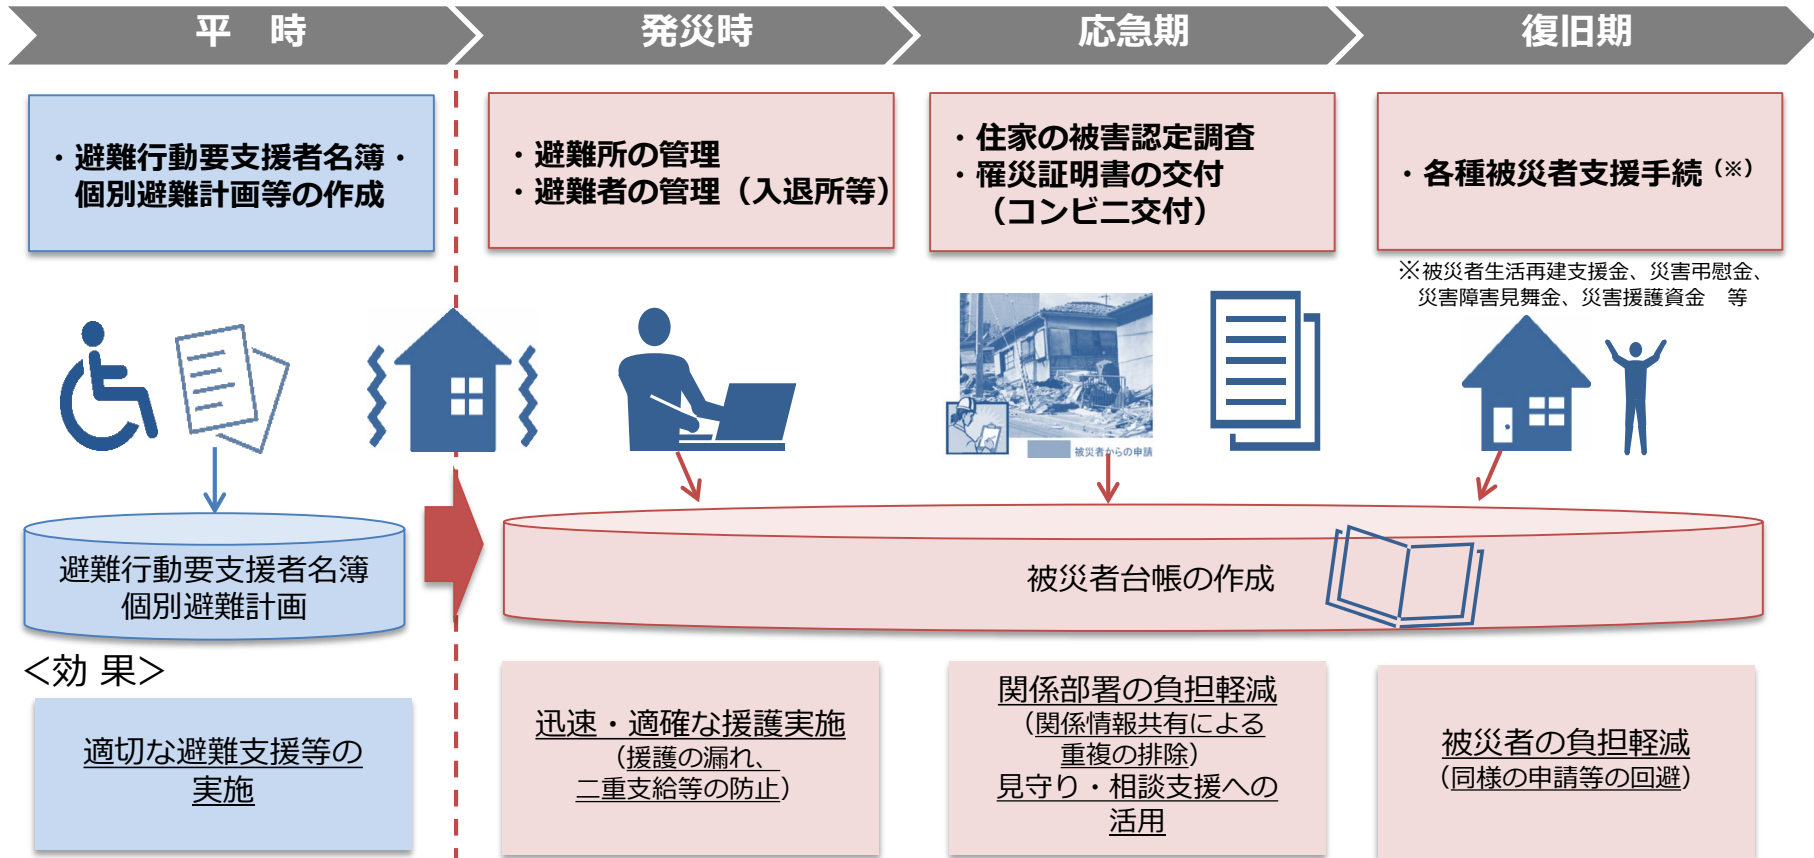 平　時
発災時
応急期
復旧期
・避難行動要支援者名簿・
個別避難計画等の作成
・避難所の管理
・避難者の管理（入退所等）
・住家の被害認定調査
・罹災証明書の交付
（コンビニ交付）
・各種被災者支援手続（※）
※被災者生活再建支援金、災害弔慰金、
災害障害見舞金、災害援護資金　等
被災者からの申請
避難行動要支援者名簿
個別避難計画
被災者台帳の作成
＜効 果＞
適切な避難支援等の
実施
迅速・適確な援護実施
（援護の漏れ、
二重支給等の防止）
関係部署の負担軽減
（関係情報共有による
重複の排除）
見守り・相談支援への
活用
被災者の負担軽減
（同様の申請等の回避）